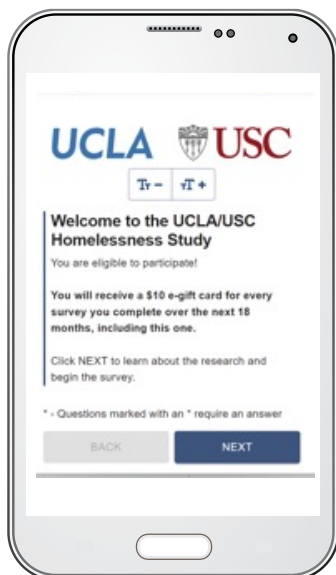 UCLA USC
Tr - тT +
Welcome to the UCLA/USC
Homelessness Study
You are eligible to participate!
You will receive a $10 e-gift card for every
survey you complete over the next 18
months, including this one.
Click NEXT to learn about the research and
begin the survey.
* - Questions marked with an * require an answer
BACK NEXT